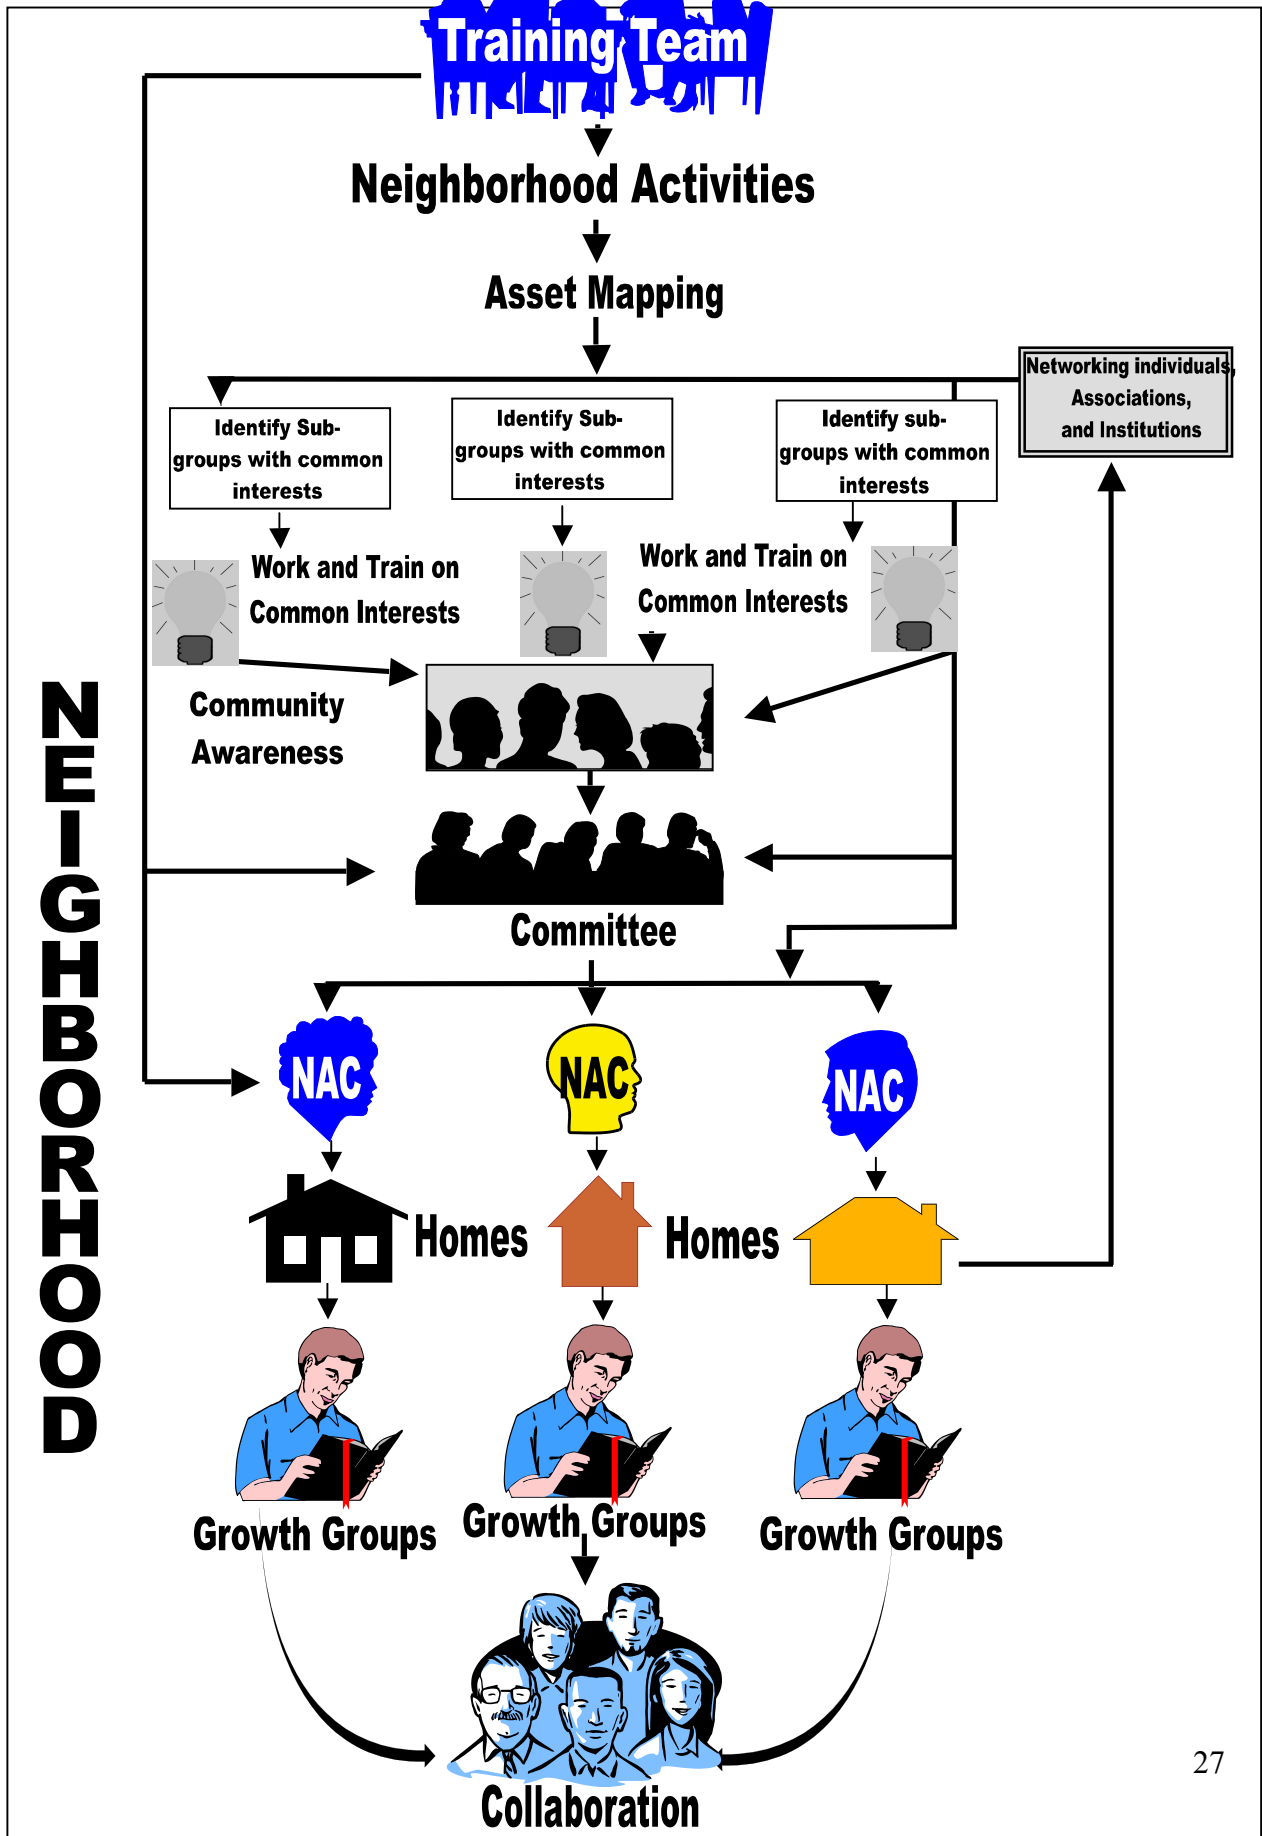 Training Team
Neighborhood Activities
Asset Mapping
Networking individuals,
Associations,
and Institutions
Identify Sub-
groups with common
interests
Identify Sub-
groups with common
interests
Identify sub-
groups with common
interests
Work and Train on
Common Interests
Work and Train on
Common Interests
Community
Awareness
NEIGHBORHOOD
Committee
NAC
NAC
NAC
Homes
Homes
Growth Groups
Growth Groups
Growth Groups
Collaboration
27